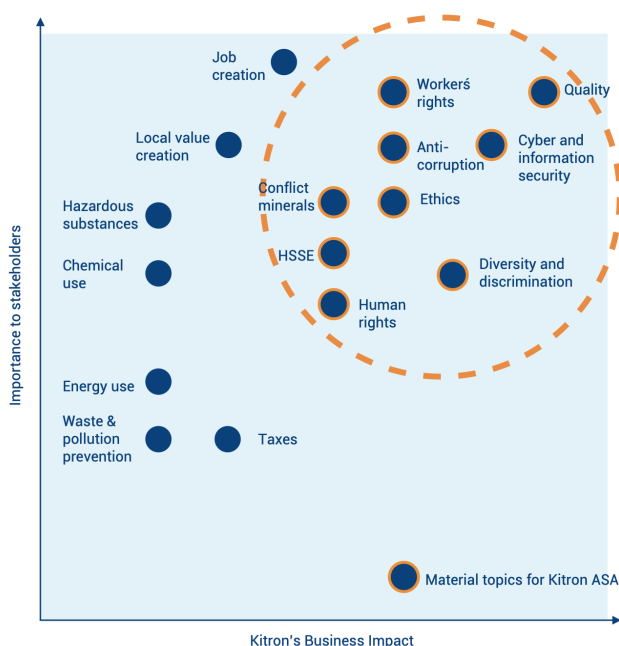 Job
creation
Workerś
rights
Quality
Local value
creation
Anti-
corruption
Cyber and
information
security
Conflict
minerals
Ethics
Hazardous
substances
HSSE
Chemical
use
Diversity and
discrimination
Human
rights
Energy use
Waste &
pollution
prevention
Taxes
Material topics for Kitron ASA
Importance to stakeholders
Kitron's Business Impact